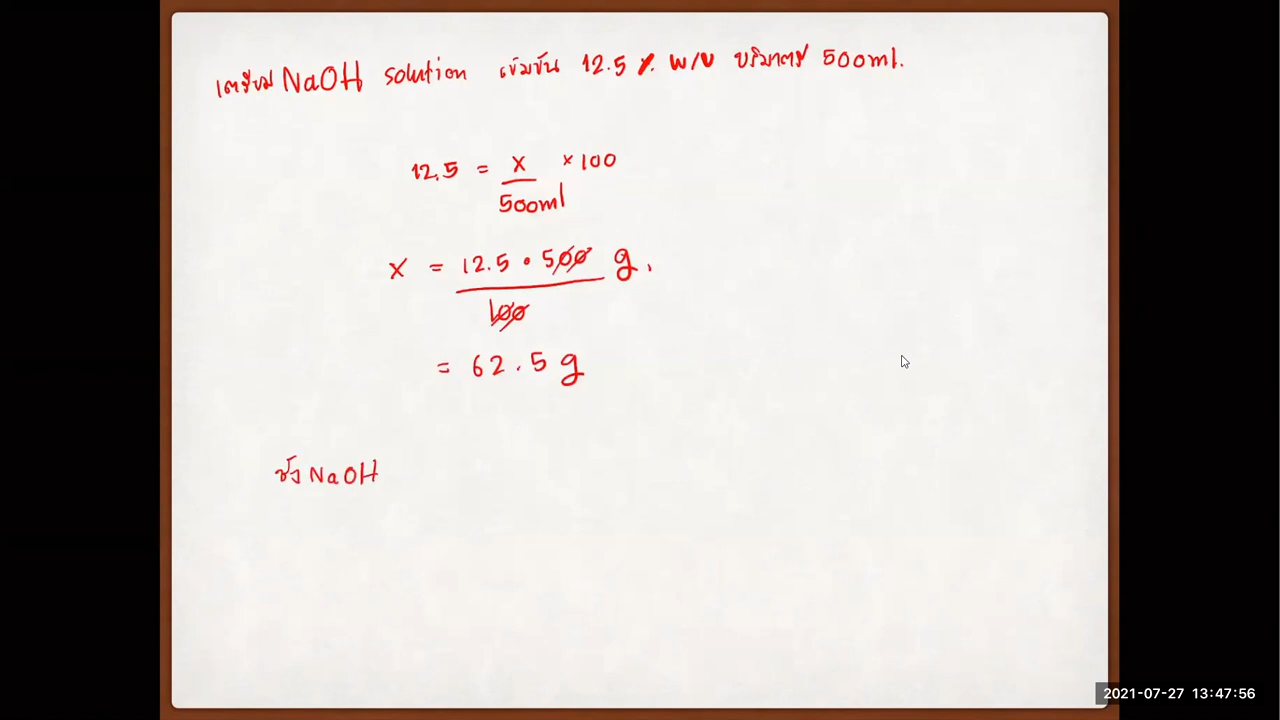 เตรียม NaOH solution เข้มข้น 12.5 % w/v ปริมาตร 500ml.
12.5 = x × 100
500ml
x = 12.5 • 500 g.
100
= 62.5 g
ชั่ง NaOH
2021-07-27 13:47:56